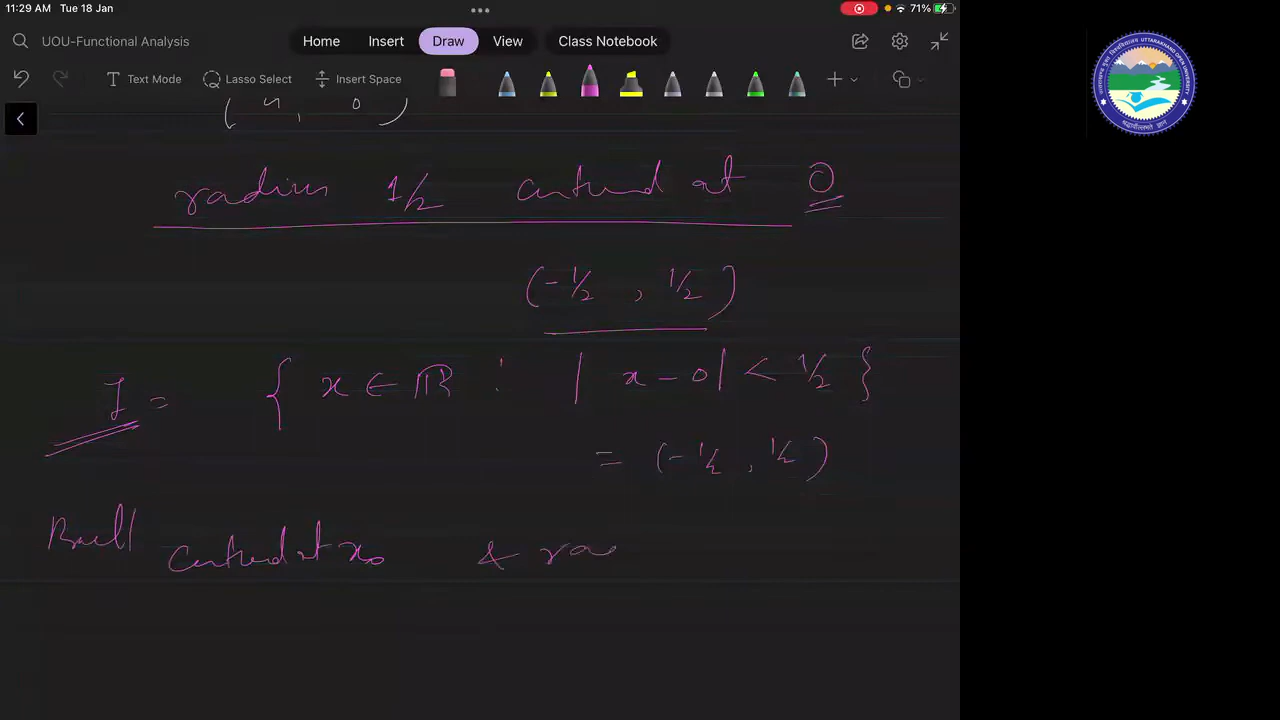 11:29 AM Tue 18 Jan
71%
UOU-Functional Analysis Home Insert Draw View Class Notebook
Text Mode Lasso Select Insert Space
radius 1/2 centred at 0
(-1/2 , 1/2)
I = { x ∈ ℝ : | x - 0 | < 1/2 }
= (-1/2 , 1/2)
Ball centred at x₀ & ra